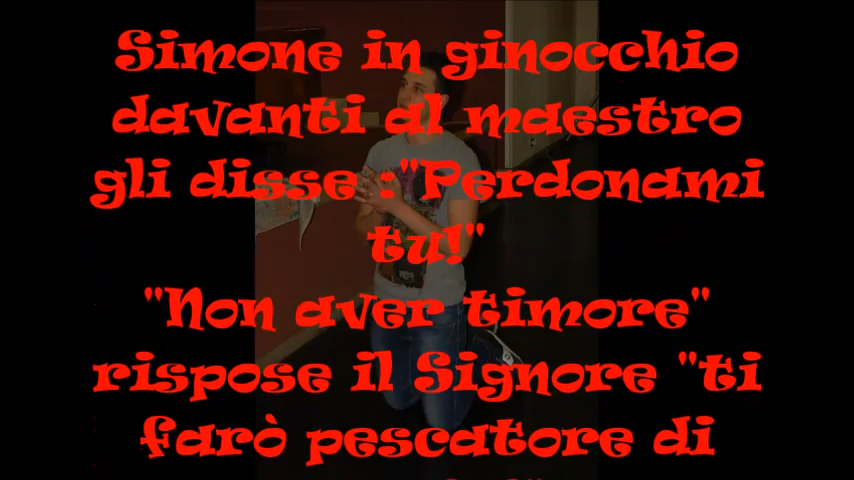 Simone in ginocchio
davanti al maestro
gli disse :"Perdonami
tu!"
"Non aver timore"
rispose il Signore "ti
farò pescatore di